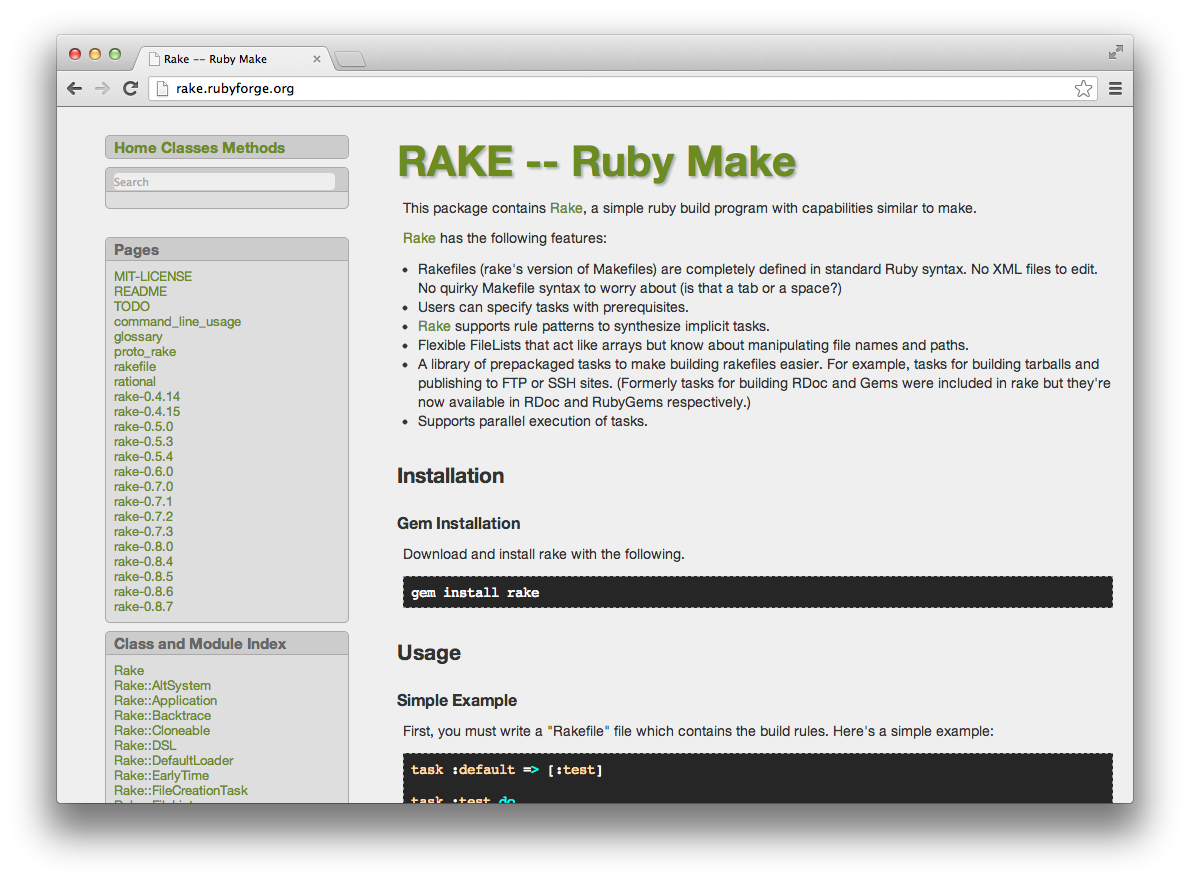 Rake -- Ruby Make
rake.rubyforge.org
Home Classes Methods
Search
Pages
MIT-LICENSE
README
TODO
command_line_usage
glossary
proto_rake
rakefile
rational
rake-0.4.14
rake-0.4.15
rake-0.5.0
rake-0.5.3
rake-0.5.4
rake-0.6.0
rake-0.7.0
rake-0.7.1
rake-0.7.2
rake-0.7.3
rake-0.8.0
rake-0.8.4
rake-0.8.5
rake-0.8.6
rake-0.8.7
Class and Module Index
Rake
Rake::AltSystem
Rake::Application
Rake::Backtrace
Rake::Cloneable
Rake::DSL
Rake::DefaultLoader
Rake::EarlyTime
Rake::FileCreationTask
RAKE -- Ruby Make
This package contains Rake, a simple ruby build program with capabilities similar to make.
Rake has the following features:
• Rakefiles (rake's version of Makefiles) are completely defined in standard Ruby syntax. No XML files to edit.
No quirky Makefile syntax to worry about (is that a tab or a space?)
• Users can specify tasks with prerequisites.
• Rake supports rule patterns to synthesize implicit tasks.
• Flexible FileLists that act like arrays but know about manipulating file names and paths.
• A library of prepackaged tasks to make building rakefiles easier. For example, tasks for building tarballs and
publishing to FTP or SSH sites. (Formerly tasks for building RDoc and Gems were included in rake but they're
now available in RDoc and RubyGems respectively.)
• Supports parallel execution of tasks.
Installation
Gem Installation
Download and install rake with the following.
gem install rake
Usage
Simple Example
First, you must write a "Rakefile" file which contains the build rules. Here's a simple example:
task :default => [:test]
task :test do